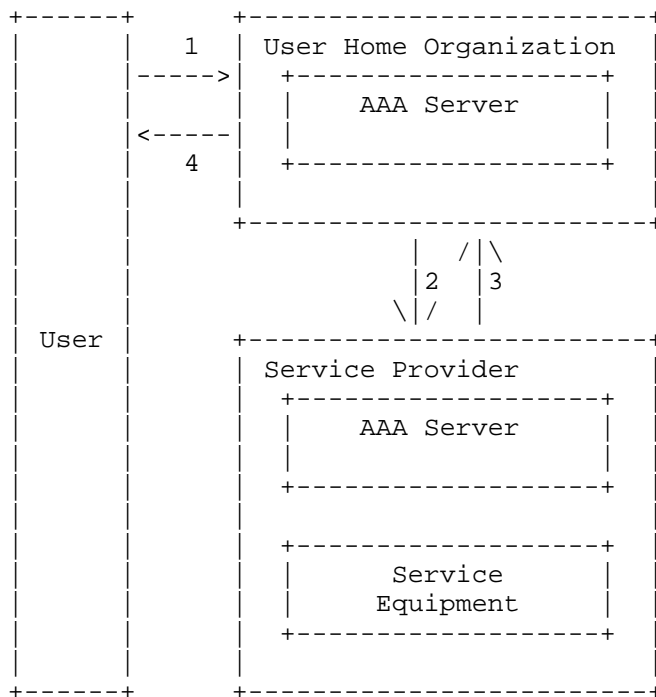 1 User Home Organization
AAA Server
4
2 3
User
Service Provider
AAA Server
Service
Equipment